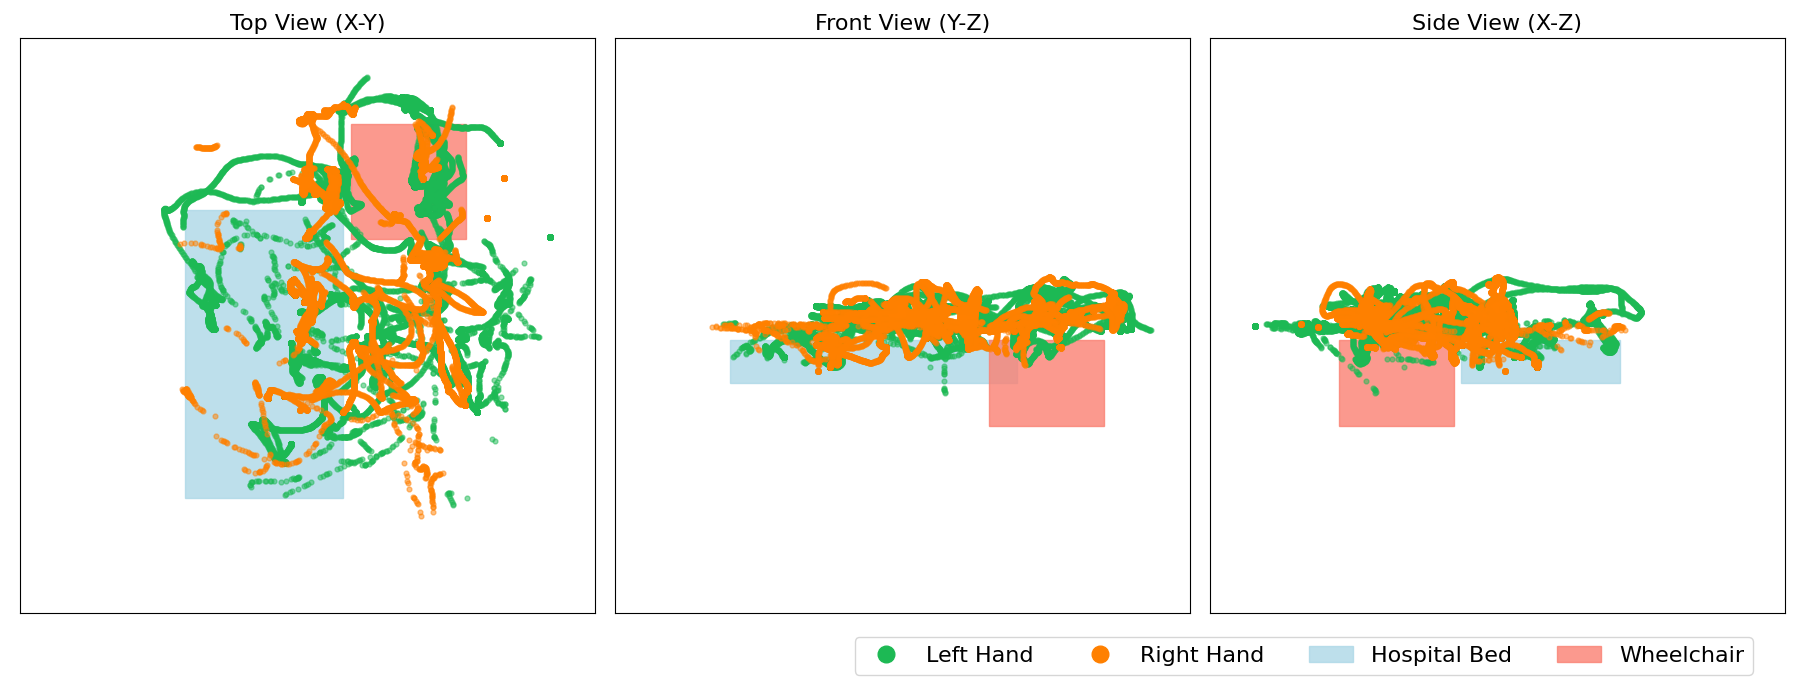 Top View (X-Y)
Front View (Y-Z)
Side View (X-Z)
Left Hand
Right Hand
Hospital Bed
Wheelchair